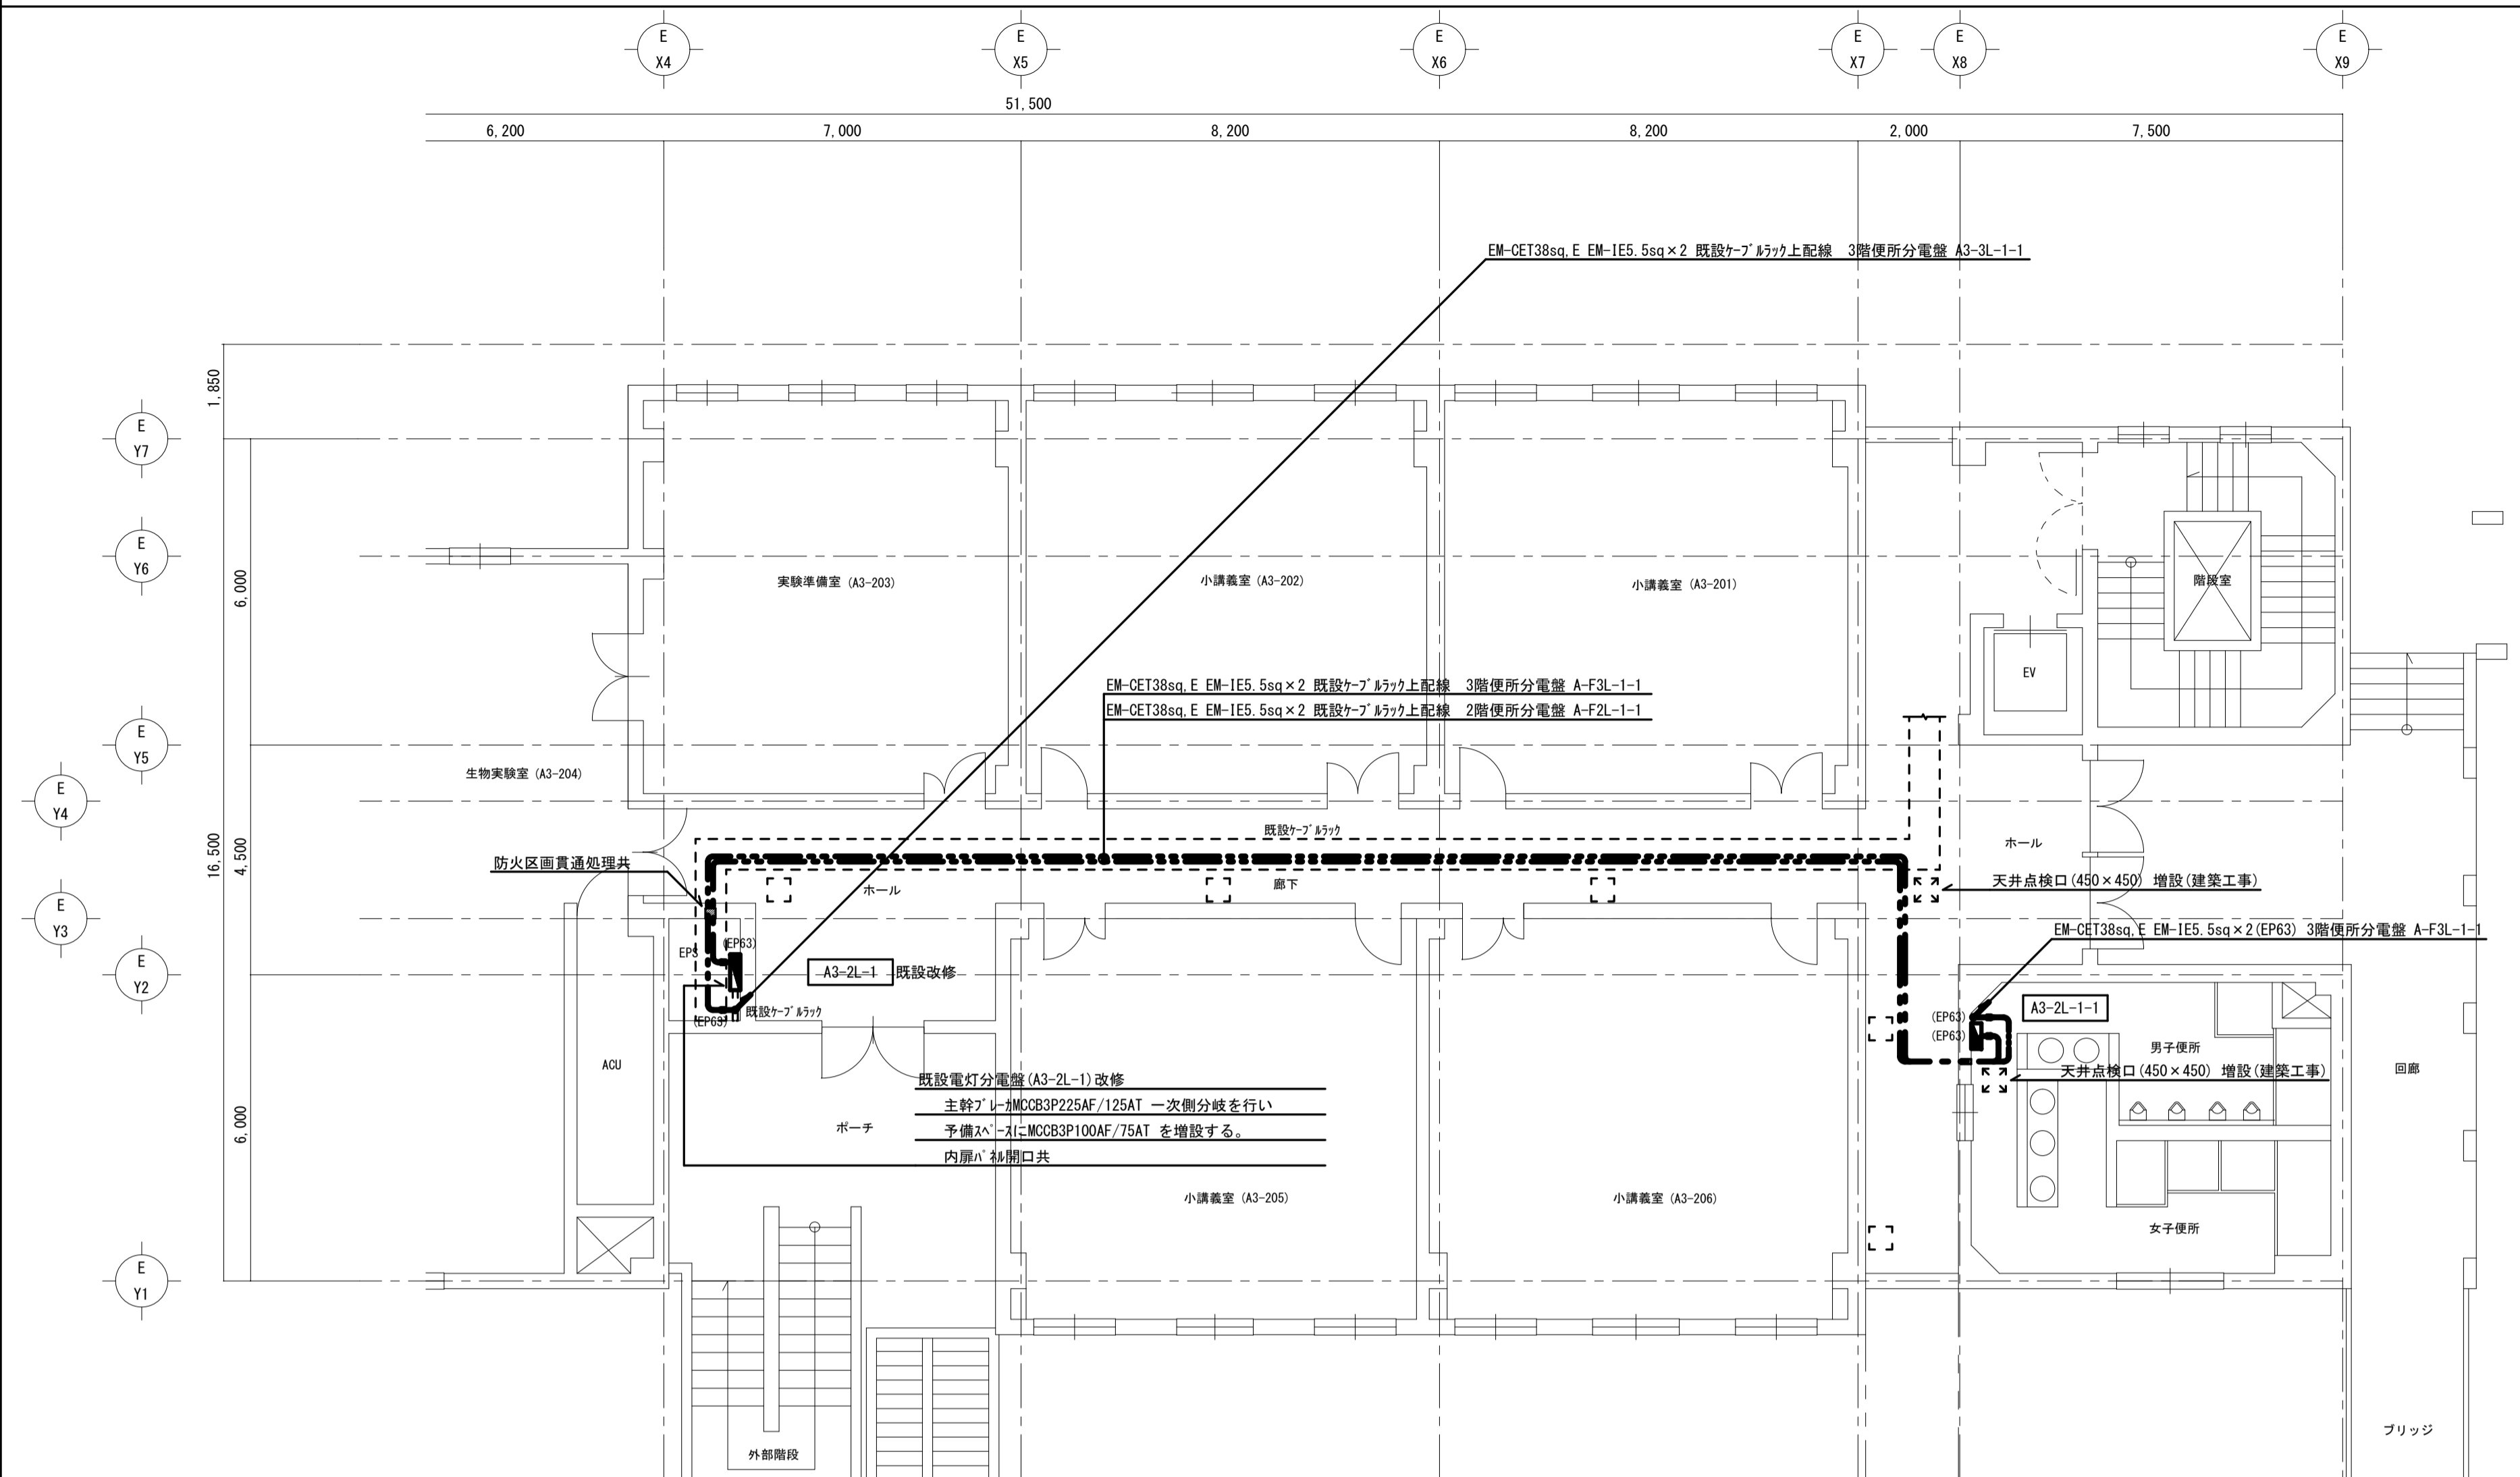 E
X4
E
X5
E
X6
E
X7
E
X8
E
X9
51,500
6,200
7,000
8,200
8,200
2,000
7,500
EM-CET38sq,E EM-IE5.5sq×2 既設ｹｰﾌﾞﾙﾗｯｸ上配線　3階便所分電盤 A3-3L-1-1
1,850
E
Y7
E
Y6
6,000
実験準備室 (A3-203)
小講義室 (A3-202)
小講義室 (A3-201)
階段室
EV
EM-CET38sq,E EM-IE5.5sq×2 既設ｹｰﾌﾞﾙﾗｯｸ上配線　3階便所分電盤 A-F3L-1-1
EM-CET38sq,E EM-IE5.5sq×2 既設ｹｰﾌﾞﾙﾗｯｸ上配線　2階便所分電盤 A-F2L-1-1
E
Y5
生物実験室 (A3-204)
E
Y4
既設ｹｰﾌﾞﾙﾗｯｸ
ホール
16,500
4,500
防火区画貫通処理共
ホール
廊下
天井点検口(450×450) 増設(建築工事)
E
Y3
EM-CET38sq,E EM-IE5.5sq×2(EP63) 3階便所分電盤 A-F3L-1-1
(EP63)
EPS
E
Y2
A3-2L-1
既設改修
既設ｹｰﾌﾞﾙﾗｯｸ
(EP63)
A3-2L-1-1
(EP63)
(EP63)
男子便所
ACU
天井点検口(450×450) 増設(建築工事)
回廊
既設電灯分電盤(A3-2L-1)改修
主幹ﾌﾞﾚｰｶMCCB3P225AF/125AT 一次側分岐を行い
予備ｽﾍﾟｰｽにMCCB3P100AF/75AT を増設する。
内扉ﾊﾟﾈﾙ開口共
6,000
ポーチ
小講義室 (A3-205)
小講義室 (A3-206)
女子便所
E
Y1
外部階段
ブリッジ